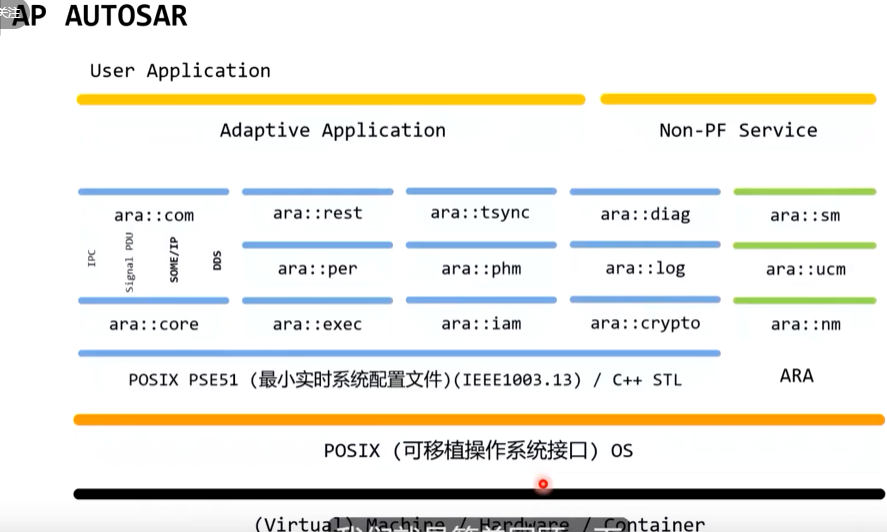 关注
AP AUTOSAR
User Application
Adaptive Application
Non-PF Service
ara::com
ara::rest
ara::tsync
ara::diag
ara::sm
IPC
Signal PDU
SOME/IP
DDS
ara::per
ara::phm
ara::log
ara::ucm
ara::core
ara::exec
ara::iam
ara::crypto
ara::nm
POSIX PSE51 (最小实时系统配置文件)(IEEE1003.13) / C++ STL
ARA
POSIX (可移植操作系统接口) OS
(Virtual) Machine / Hardware / Container